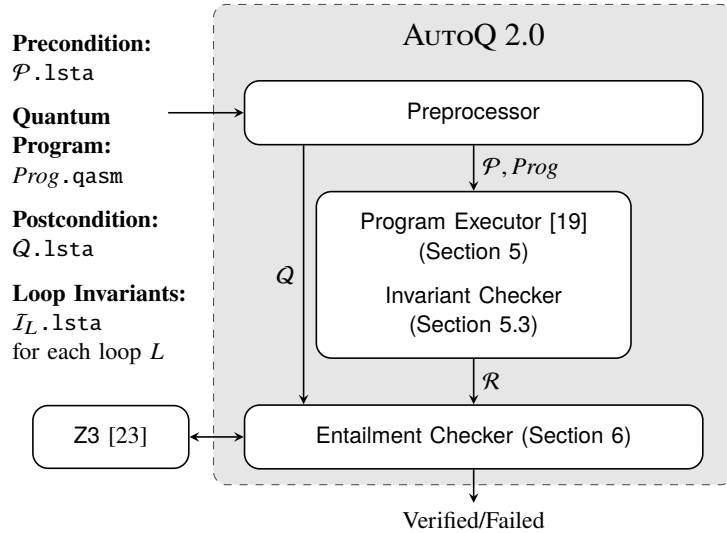 Precondition:
𝒫.lsta
Quantum
Program:
Prog.qasm
Postcondition:
𝒬.lsta
Loop Invariants:
ℐ_L.lsta
for each loop L
AUTOQ 2.0
Preprocessor
𝒫, Prog
Program Executor [19]
(Section 5)
Invariant Checker
(Section 5.3)
𝒬
ℛ
Z3 [23]
Entailment Checker (Section 6)
Verified/Failed